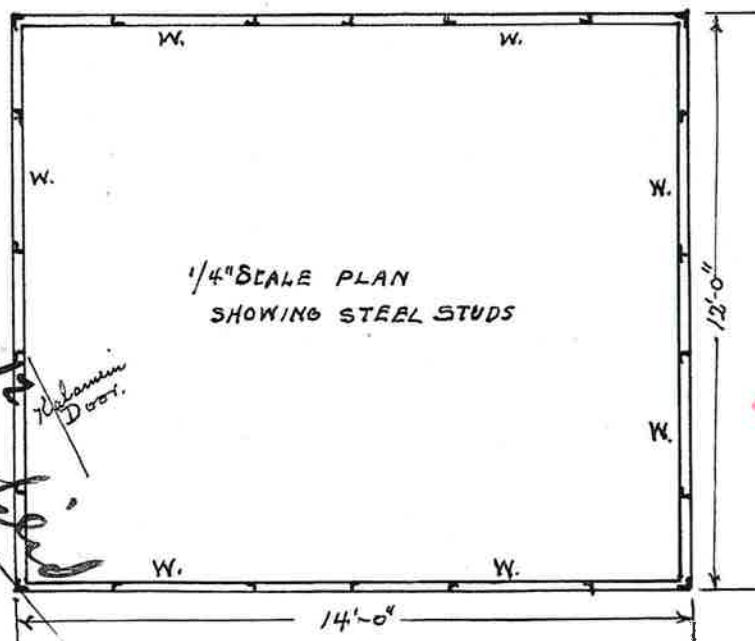 W. W.
W. W.
1/4" SCALE PLAN
SHOWING STEEL STUDS
12'-0"
Kalamein
Door.
W.
W. W.
14'-0"